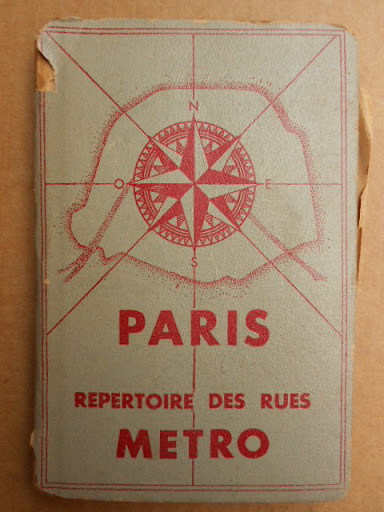 N
O E
S
PARIS
REPERTOIRE DES RUES
METRO